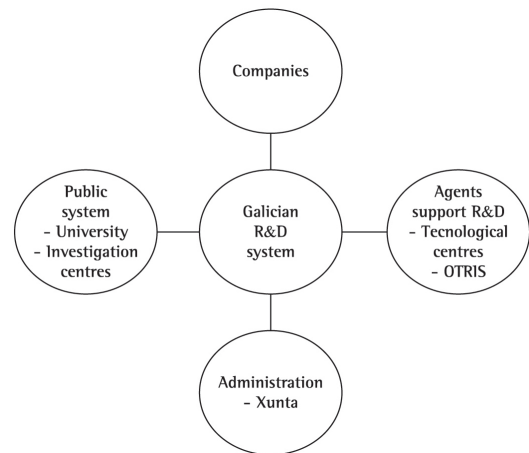 Companies
Public
system
- University
- Investigation
centres
Galician
R&D
system
Agents
support R&D
- Tecnological
centres
- OTRIS
Administration
- Xunta